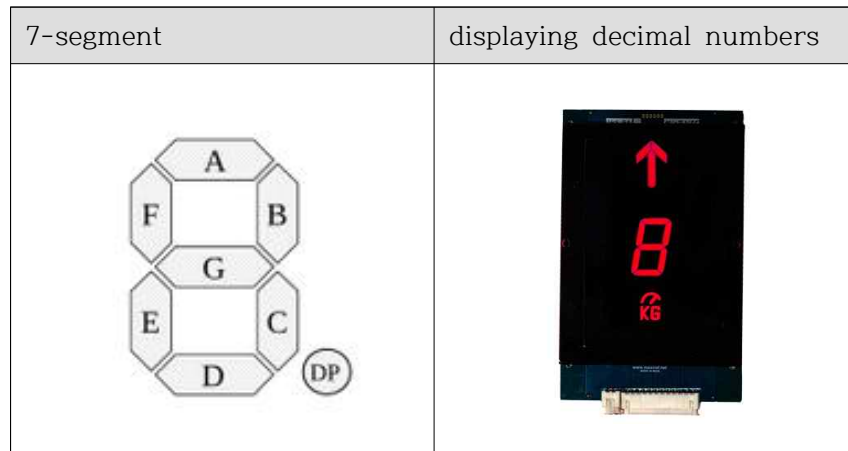 7-segment
displaying decimal numbers
A
F
B
G
E
C
D
DP
8
KG